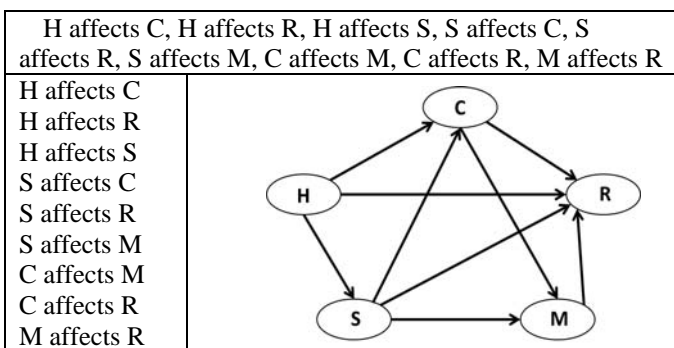 H affects C, H affects R, H affects S, S affects C, S
affects R, S affects M, C affects M, C affects R, M affects R
H affects C
H affects R
H affects S
S affects C
S affects R
S affects M
C affects M
C affects R
M affects R
C
H
R
S
M